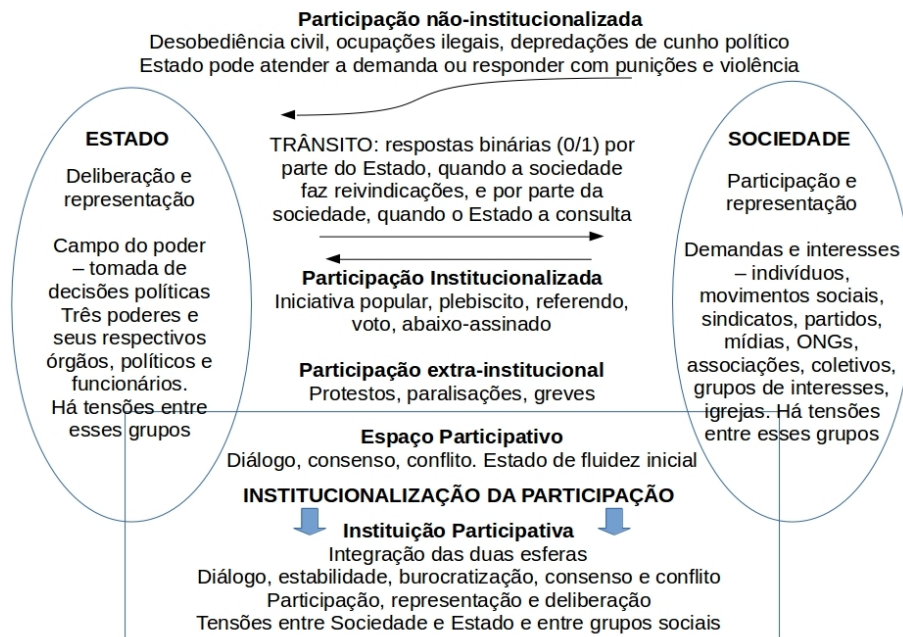 Participação não-institucionalizada
Desobediência civil, ocupações ilegais, depredações de cunho político
Estado pode atender a demanda ou responder com punições e violência
ESTADO
Deliberação e
representação
Campo do poder
– tomada de
decisões políticas
Três poderes e
seus respectivos
órgãos, políticos e
funcionários.
Há tensões entre
esses grupos
TRÂNSITO: respostas binárias (0/1) por
parte do Estado, quando a sociedade
faz reivindicações, e por parte da
sociedade, quando o Estado a consulta
Participação Institucionalizada
Iniciativa popular, plebiscito, referendo,
voto, abaixo-assinado
Participação extra-institucional
Protestos, paralisações, greves
SOCIEDADE
Participação e
representação
Demandas e interesses
– indivíduos,
movimentos sociais,
sindicatos, partidos,
mídias, ONGs,
associações, coletivos,
grupos de interesses,
igrejas. Há tensões
entre esses grupos
Espaço Participativo
Diálogo, consenso, conflito. Estado de fluidez inicial
INSTITUCIONALIZAÇÃO DA PARTICIPAÇÃO
Instituição Participativa
Integração das duas esferas
Diálogo, estabilidade, burocratização, consenso e conflito
Participação, representação e deliberação
Tensões entre Sociedade e Estado e entre grupos sociais